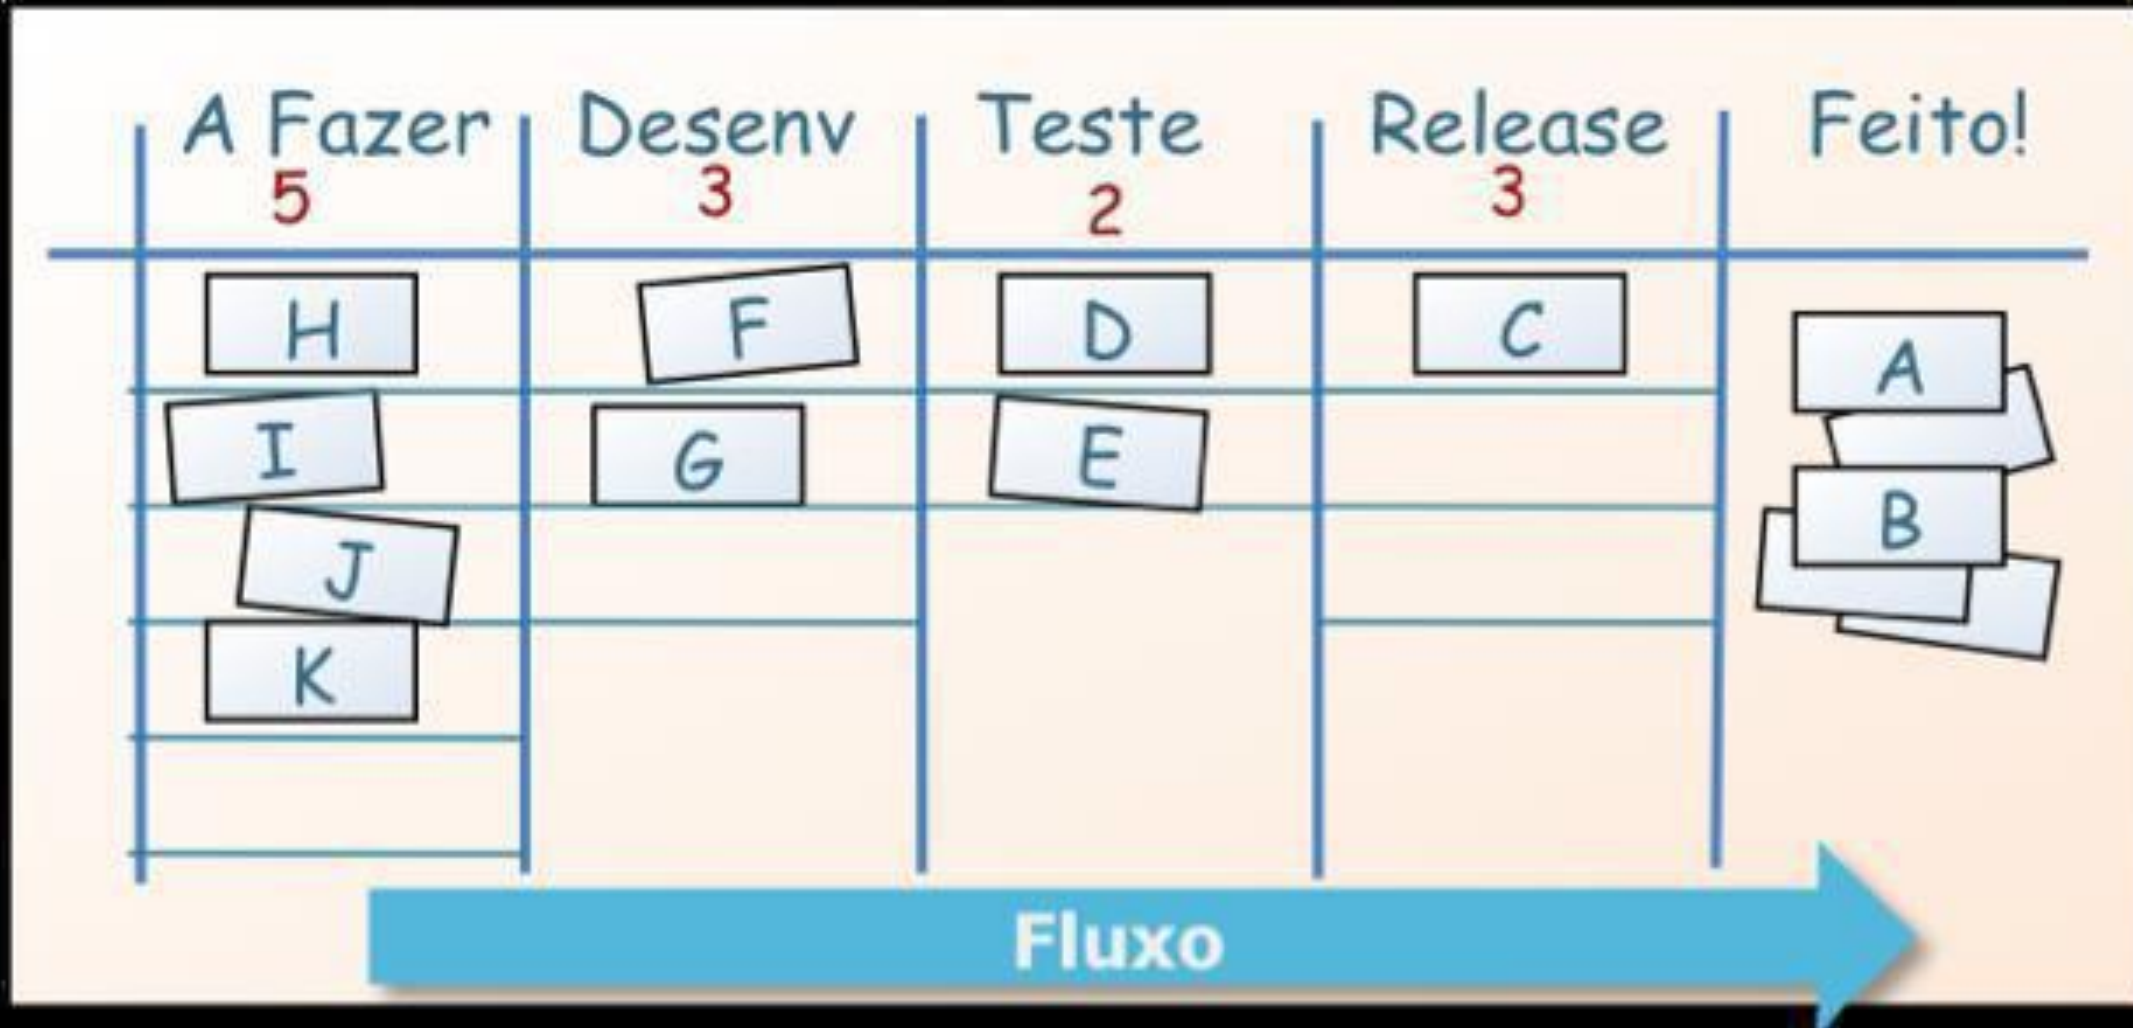 A Fazer Desenv Teste Release Feito!
5 3 2 3
H F D C
A
I G E
B
J
K
Fluxo